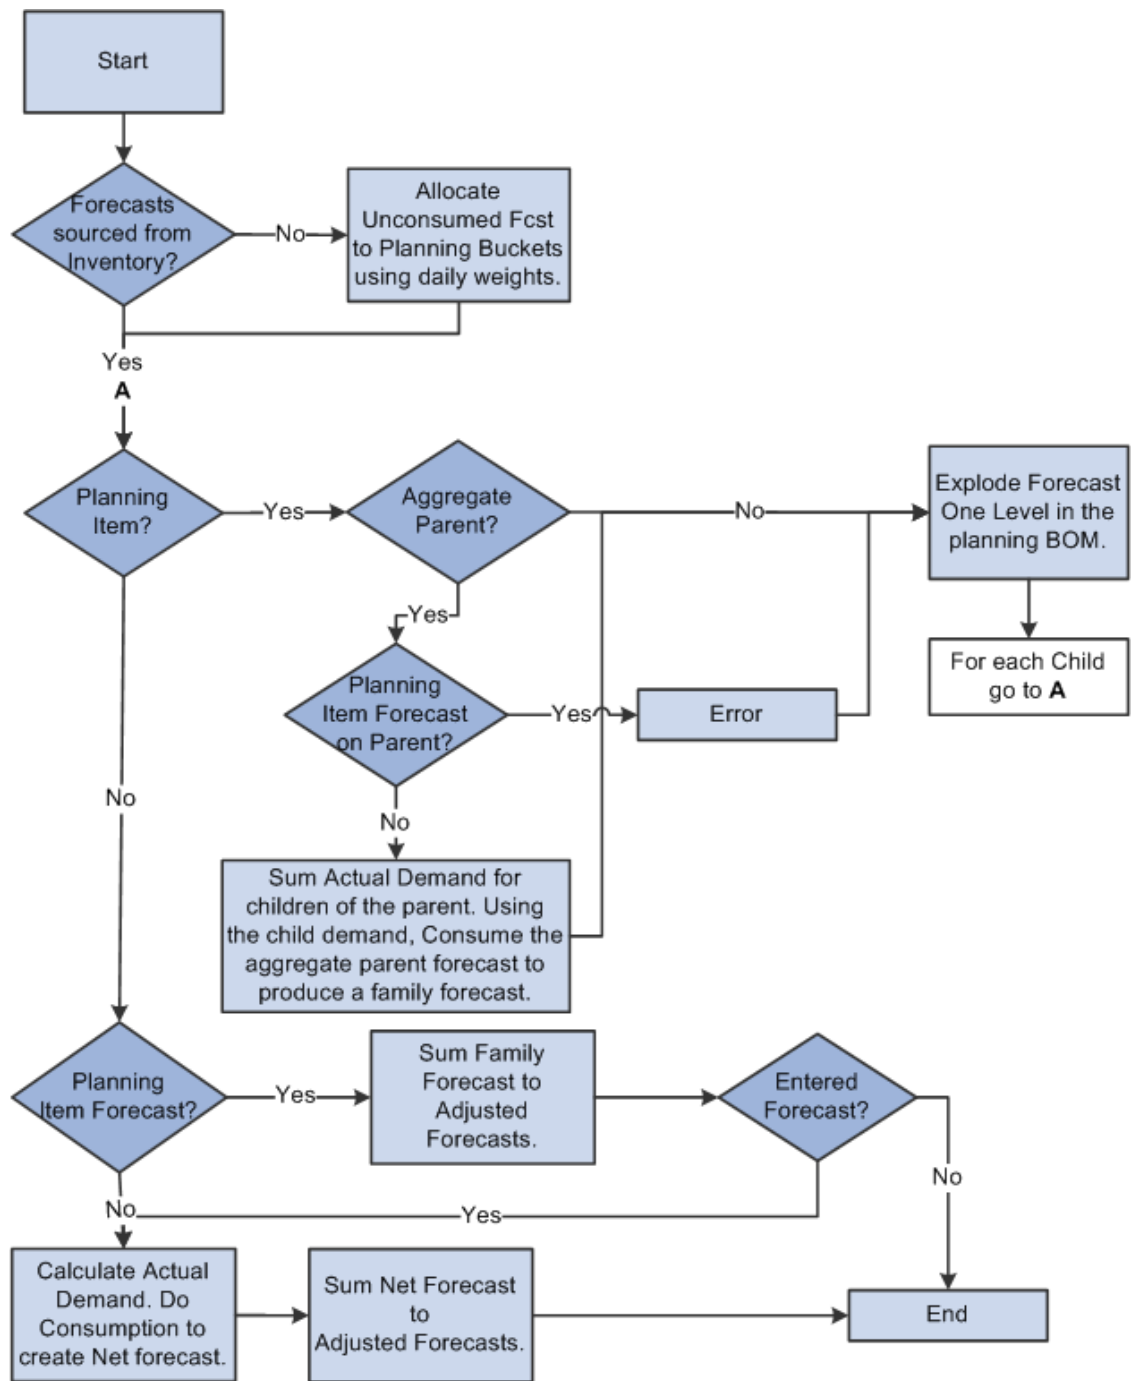 Start
Forecasts
sourced from
Inventory?
No
Allocate
Unconsumed Fcst
to Planning Buckets
using daily weights.
Yes
A
Planning
Item?
Yes
Aggregate
Parent?
No
Explode Forecast
One Level in the
planning BOM.
For each Child
go to A
Yes
Planning
Item Forecast
on Parent?
Yes
Error
No
No
Sum Actual Demand for
children of the parent. Using
the child demand, Consume the
aggregate parent forecast to
produce a family forecast.
Planning
Item Forecast?
Yes
Sum Family
Forecast to
Adjusted
Forecasts.
Entered
Forecast?
No
No
Yes
Calculate Actual
Demand. Do
Consumption to
create Net forecast.
Sum Net Forecast
to
Adjusted Forecasts.
End